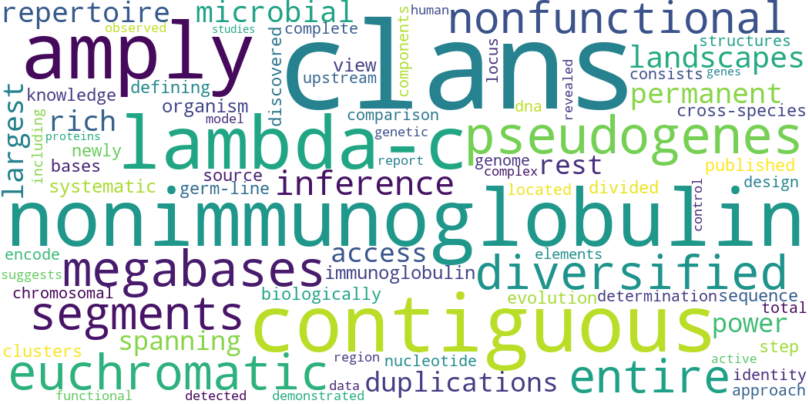 repertoire microbial human nonfunctional
observed studies
amply clans
discovered complete components
view upstream
locus structures
landscapes
consists genes
knowledge defining
organism
model
comparison
dna revealed
permanent
cross-species
largest including
rich
proteins
newly
bases
lambda-c
genetic
report
pseudogenes
genome
complex
rest
published
systematic
source
germ-line
inference
located divided
design
control
nonimmunoglobulin
encode
suggests
megabases
access
immunoglobulin
elements
diversified
chromosomal
segments
biologically
contiguous
evolution
determination
sequence
total
spanning
power
step
clusters
euchromatic
functional
region
data
nucleotide
duplications
entire
active
identity
approach
detected
demonstrated